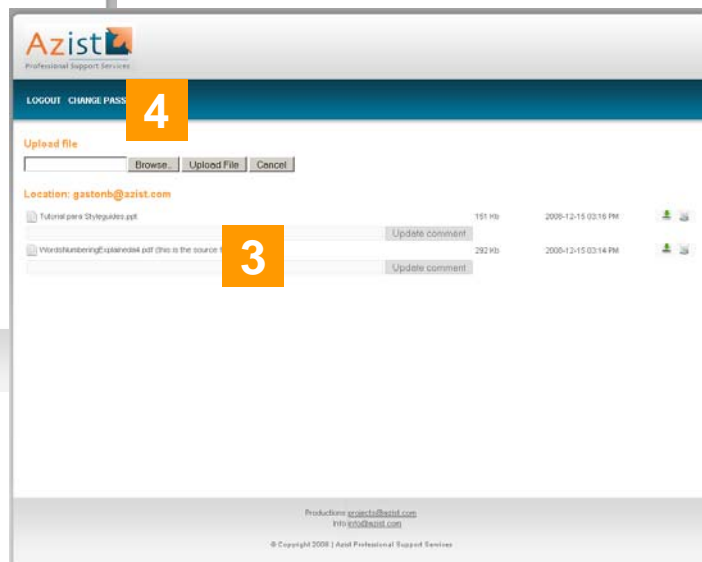 Azist
Professional Support Services
LOGOUT CHANGE PASS
4
Upload file
Browse... Upload File Cancel
Location: gastonb@azist.com
Tutorial para Styleguides.ppt 151 Kb 2008-12-15 03:16 PM
Update comment
WordsNumberingExplained4.pdf (this is the source 292 Kb 2008-12-15 03:14 PM
3
Update comment
Productions projects@azist.com
Info info@azist.com
© Copyright 2008 | Azist Professional Support Services